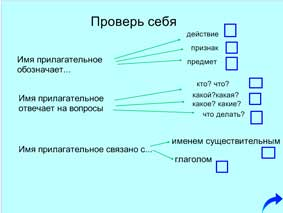 Проверь себя
действие
признак
предмет
Имя прилагательное
обозначает...
кто? что?
какой?какая?
какое? какие?
что делать?
Имя прилагательное
отвечает на вопросы
Имя прилагательное связано с...
именем существительным
глаголом